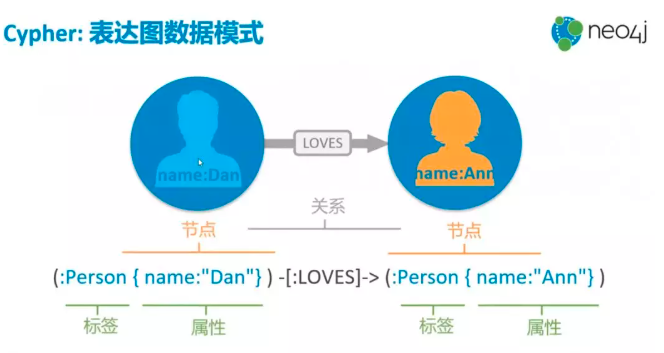 Cypher: 表达图数据模式
neo4j
LOVES
name:Dan
name:Ann
关系
节点
节点
(:Person { name:"Dan"} ) -[:LOVES]-> (:Person { name:"Ann"} )
标签
属性
标签
属性